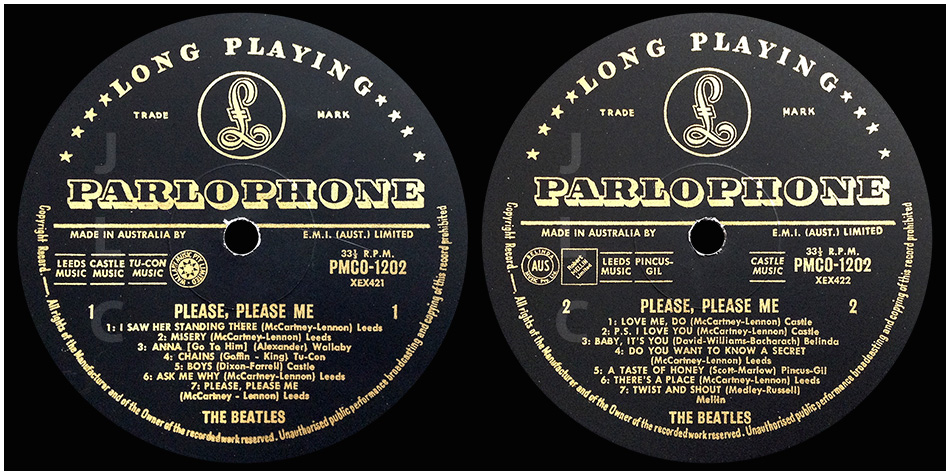 LONG PLAYING
TRADE MARK
PARLOPHONE
MADE IN AUSTRALIA BY E.M.I. (AUST.) LIMITED
LEEDS MUSIC
CASTLE MUSIC
TU-CON MUSIC
33⅓ R.P.M.
PMCO-1202
XEX421
1 PLEASE, PLEASE ME 1
1: I SAW HER STANDING THERE (McCartney-Lennon) Leeds
2: MISERY (McCartney-Lennon) Leeds
3: ANNA [Go To Him] (Alexander) Wallaby
4: CHAINS (Goffin - King) Tu-Con
5: BOYS (Dixon-Farrell) Castle
6: ASK ME WHY (McCartney-Lennon) Leeds
7: PLEASE, PLEASE ME
(McCartney - Lennon) Leeds
THE BEATLES
Copyright Record — All rights of the Manufacturer and of the Owner of the recorded work reserved. Unauthorised public performance broadcasting and copying of this record prohibited
J
L
C
LONG PLAYING
TRADE MARK
PARLOPHONE
MADE IN AUSTRALIA BY E.M.I. (AUST.) LIMITED
BELINDA
AUS
LEEDS MUSIC
PINCUS-GIL
CASTLE MUSIC
33⅓ R.P.M.
PMCO-1202
XEX422
2 PLEASE, PLEASE ME 2
1: LOVE ME, DO (McCartney-Lennon) Castle
2: P.S. I LOVE YOU (McCartney-Lennon) Castle
3: BABY, IT'S YOU (David-Williams-Bacharach) Belinda
4: DO YOU WANT TO KNOW A SECRET
(McCartney-Lennon) Leeds
5: A TASTE OF HONEY (Scott-Marlow) Pincus-Gil
6: THERE'S A PLACE (McCartney-Lennon) Leeds
7: TWIST AND SHOUT (Medley-Russell)
Mellin
THE BEATLES
Copyright Record — All rights of the Manufacturer and of the Owner of the recorded work reserved. Unauthorised public performance broadcasting and copying of this record prohibited
J
L
C